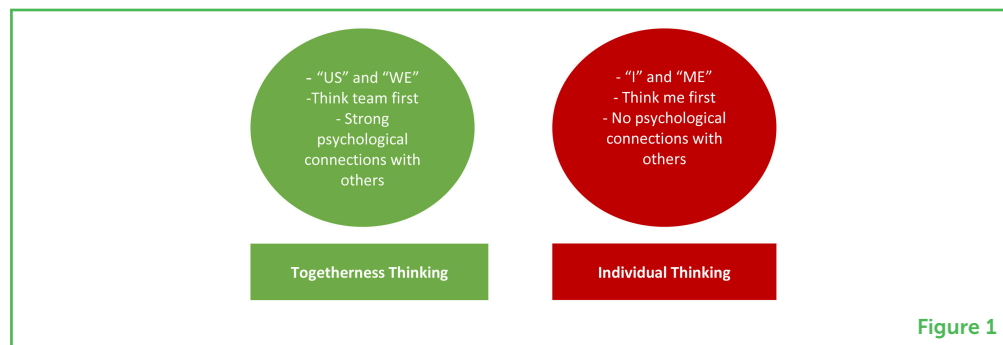 - “US” and “WE”
-Think team first
- Strong
psychological
connections with
others
- “I” and “ME”
- Think me first
- No psychological
connections with
others
Togetherness Thinking
Individual Thinking
Figure 1